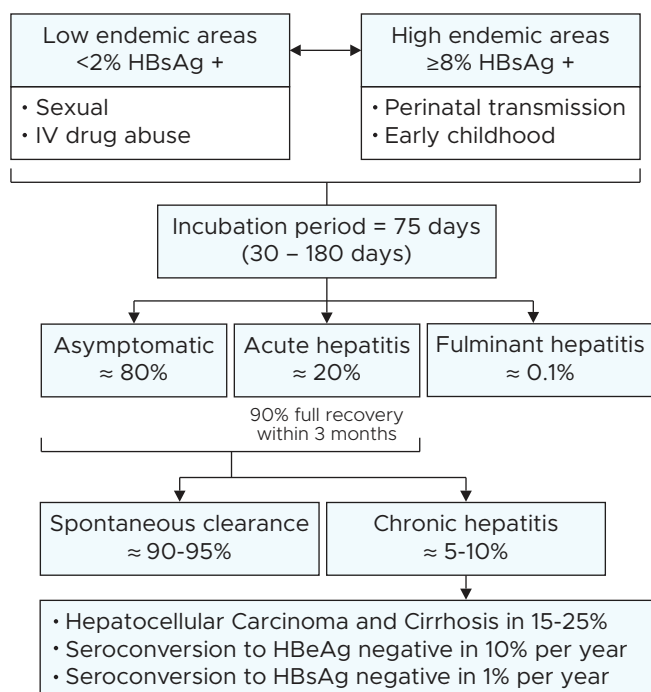 Low endemic areas
<2% HBsAg +
• Sexual
• IV drug abuse
High endemic areas
≥8% HBsAg +
• Perinatal transmission
• Early childhood
Incubation period = 75 days
(30 – 180 days)
Asymptomatic
≈ 80%
Acute hepatitis
≈ 20%
Fulminant hepatitis
≈ 0.1%
90% full recovery
within 3 months
Spontaneous clearance
≈ 90-95%
Chronic hepatitis
≈ 5-10%
• Hepatocellular Carcinoma and Cirrhosis in 15-25%
• Seroconversion to HBeAg negative in 10% per year
• Seroconversion to HBsAg negative in 1% per year